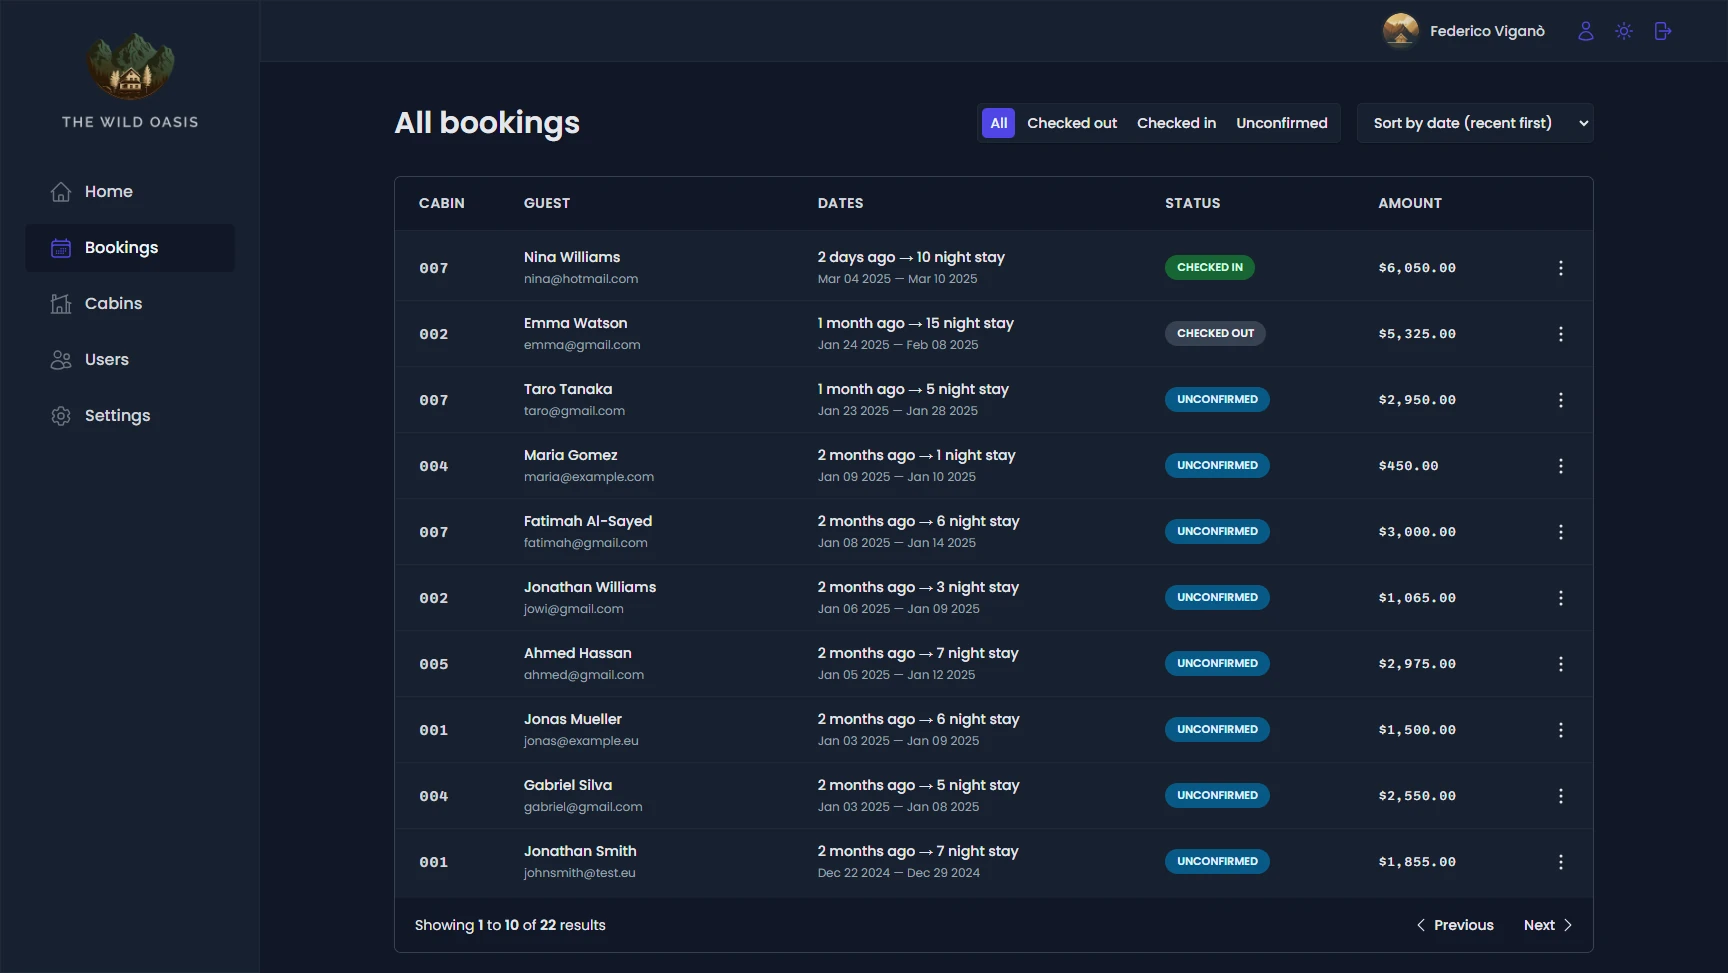 THE WILD OASIS
Home
Bookings
Cabins
Users
Settings
Federico Viganò
All bookings
All Checked out Checked in Unconfirmed
Sort by date (recent first)
CABIN GUEST DATES STATUS AMOUNT
007 Nina Williams 2 days ago → 10 night stay CHECKED IN $6,050.00
nina@hotmail.com Mar 04 2025 — Mar 10 2025
002 Emma Watson 1 month ago → 15 night stay CHECKED OUT $5,325.00
emma@gmail.com Jan 24 2025 — Feb 08 2025
007 Taro Tanaka 1 month ago → 5 night stay UNCONFIRMED $2,950.00
taro@gmail.com Jan 23 2025 — Jan 28 2025
004 Maria Gomez 2 months ago → 1 night stay UNCONFIRMED $450.00
maria@example.com Jan 09 2025 — Jan 10 2025
007 Fatimah Al-Sayed 2 months ago → 6 night stay UNCONFIRMED $3,000.00
fatimah@gmail.com Jan 08 2025 — Jan 14 2025
002 Jonathan Williams 2 months ago → 3 night stay UNCONFIRMED $1,065.00
jowi@gmail.com Jan 06 2025 — Jan 09 2025
005 Ahmed Hassan 2 months ago → 7 night stay UNCONFIRMED $2,975.00
ahmed@gmail.com Jan 05 2025 — Jan 12 2025
001 Jonas Mueller 2 months ago → 6 night stay UNCONFIRMED $1,500.00
jonas@example.eu Jan 03 2025 — Jan 09 2025
004 Gabriel Silva 2 months ago → 5 night stay UNCONFIRMED $2,550.00
gabriel@gmail.com Jan 03 2025 — Jan 08 2025
001 Jonathan Smith 2 months ago → 7 night stay UNCONFIRMED $1,855.00
johnsmith@test.eu Dec 22 2024 — Dec 29 2024
Showing 1 to 10 of 22 results
Previous Next